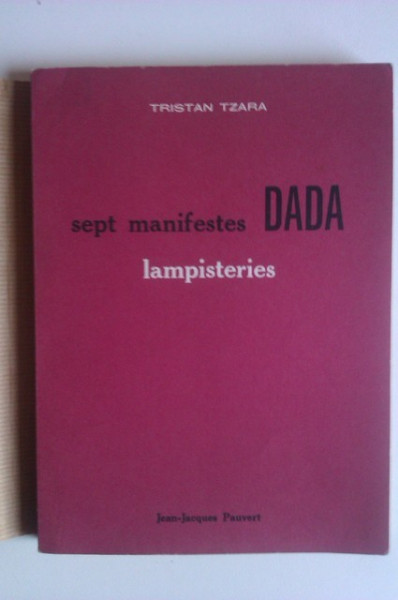 TRISTAN TZARA
sept manifestes DADA
lampisteries
Jean-Jacques Pauvert